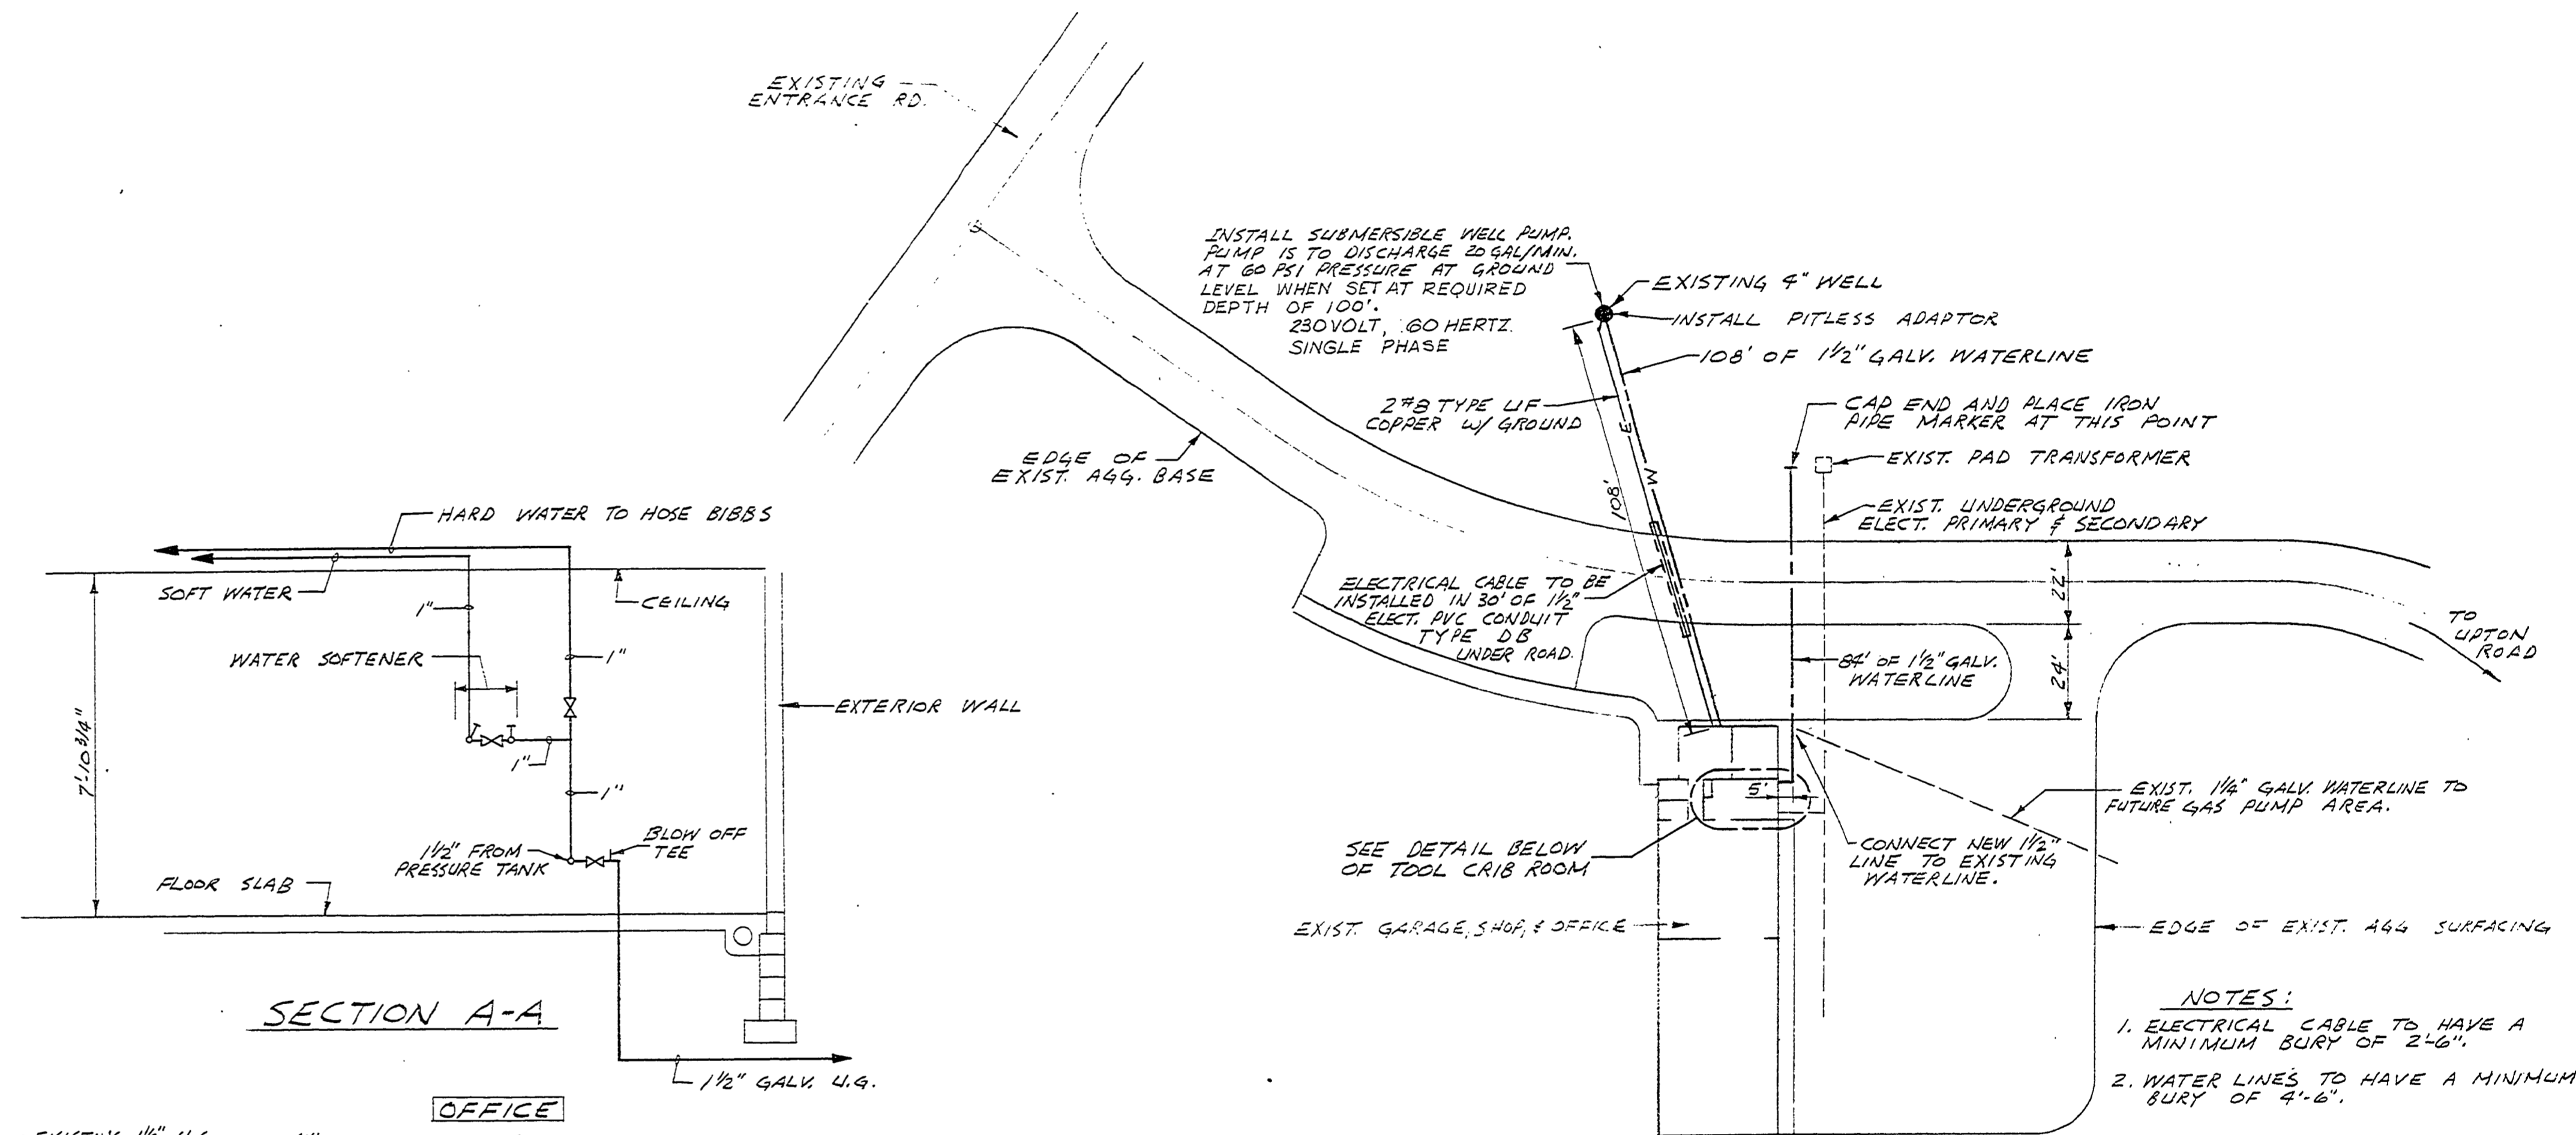 EXISTING
ENTRANCE RD.
INSTALL SUBMERSIBLE WELL PUMP.
PUMP IS TO DISCHARGE 20 GAL/MIN.
AT 60 PSI PRESSURE AT GROUND
LEVEL WHEN SET AT REQUIRED
DEPTH OF 100'.
230 VOLT, 60 HERTZ.
SINGLE PHASE
EXISTING 4" WELL
INSTALL PITLESS ADAPTOR
108' OF 1½" GALV. WATERLINE
2 #8 TYPE UF
COPPER W/ GROUND
CAP END AND PLACE IRON
PIPE MARKER AT THIS POINT
EXIST. PAD TRANSFORMER
EXIST. UNDERGROUND
ELECT. PRIMARY & SECONDARY
EDGE OF
EXIST. AGG. BASE
E
W
108'
ELECTRICAL CABLE TO BE
INSTALLED IN 30' OF 1½"
ELECT. PVC CONDUIT
TYPE DB
UNDER ROAD.
22'
24'
TO
UPTON
ROAD
84' OF 1½" GALV.
WATERLINE
5'
EXIST. 1¼" GALV. WATERLINE TO
FUTURE GAS PUMP AREA.
SEE DETAIL BELOW
OF TOOL CRIB ROOM
CONNECT NEW 1½"
LINE TO EXISTING
WATERLINE.
EXIST. GARAGE, SHOP, & OFFICE
EDGE OF EXIST. AGG SURFACING
NOTES:
1. ELECTRICAL CABLE TO HAVE A
MINIMUM BURY OF 2'-6".
2. WATER LINES TO HAVE A MINIMUM
BURY OF 4'-6".
HARD WATER TO HOSE BIBBS
SOFT WATER
CEILING
1"
WATER SOFTENER
1"
EXTERIOR WALL
7'-10 3/4"
1"
1"
BLOW OFF
TEE
1½" FROM
PRESSURE TANK
FLOOR SLAB
SECTION A-A
1½" GALV. U.G.
OFFICE